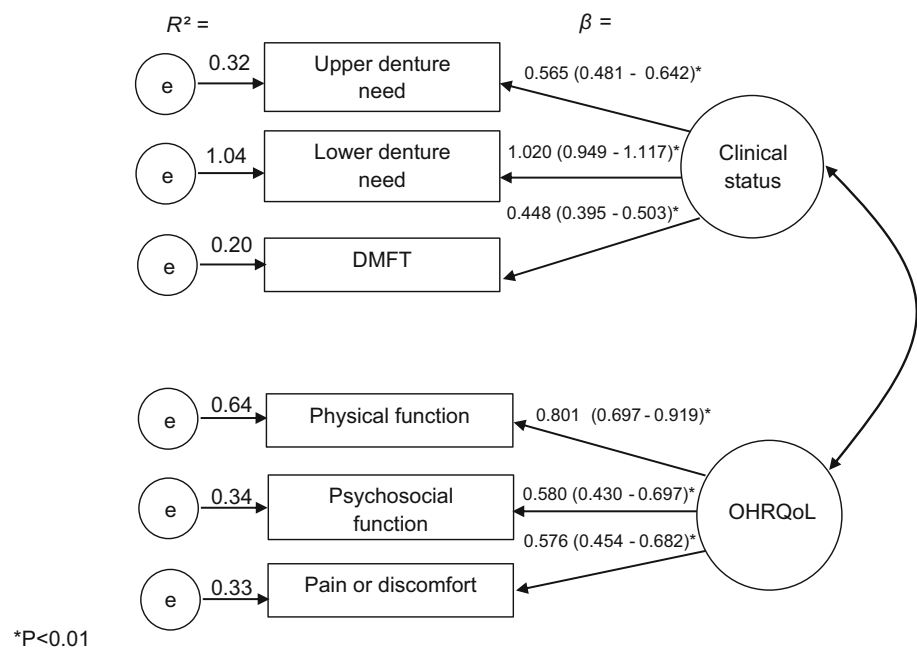 R² =
β =
e
0.32
Upper denture
need
0.565 (0.481 - 0.642)*
e
1.04
Lower denture
need
1.020 (0.949 - 1.117)*
Clinical
status
0.448 (0.395 - 0.503)*
e
0.20
DMFT
e
0.64
Physical function
0.801 (0.697 - 0.919)*
e
0.34
Psychosocial
function
0.580 (0.430 - 0.697)*
OHRQoL
0.576 (0.454 - 0.682)*
e
0.33
Pain or discomfort
*P<0.01